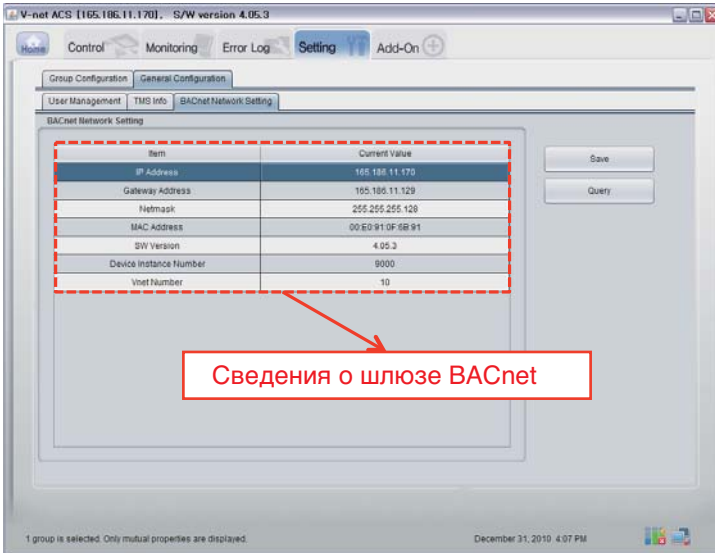 V-net ACS [165.186.11.170], S/W version 4.05.3
Home Control Monitoring Error Log Setting Add-On
Group Configuration General Configuration
User Management TMS Info BACnet Network Setting
BACnet Network Setting
Item Current Value
IP Address 165.186.11.170
Gateway Address 165.186.11.129
Netmask 255.255.255.128
MAC Address 00:E0:91:0F:6B:91
SW Version 4.05.3
Device Instance Number 9000
Vnet Number 10
Save
Query
Сведения о шлюзе BACnet
1 group is selected. Only mutual properties are displayed.
December 31, 2010 4:07 PM